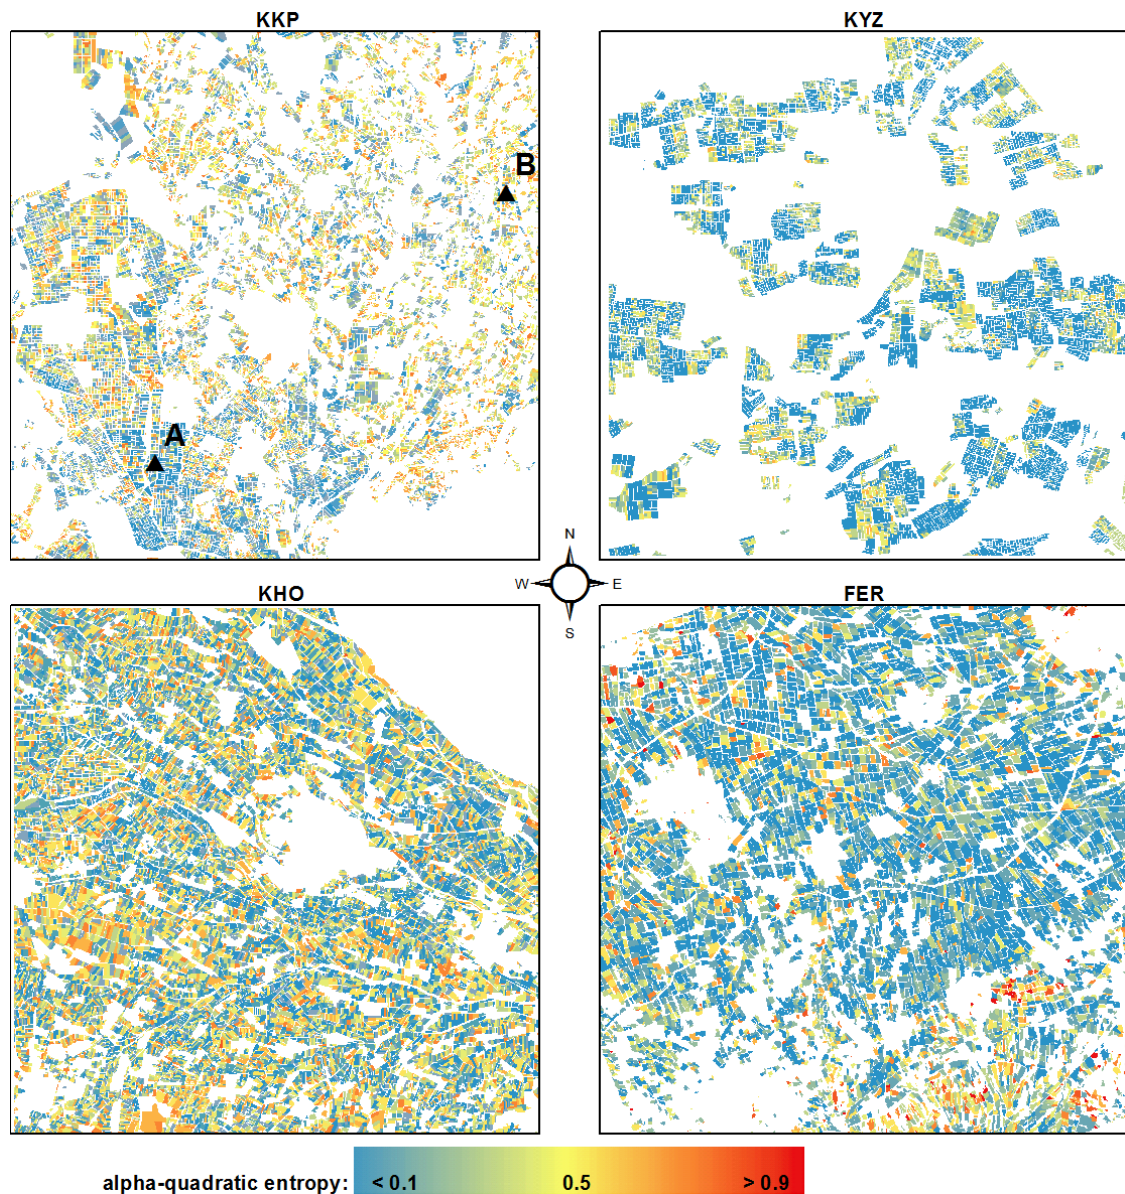 KKP
KYZ
B
A
N
W E
S
KHO
FER
alpha-quadratic entropy: < 0.1 0.5 > 0.9